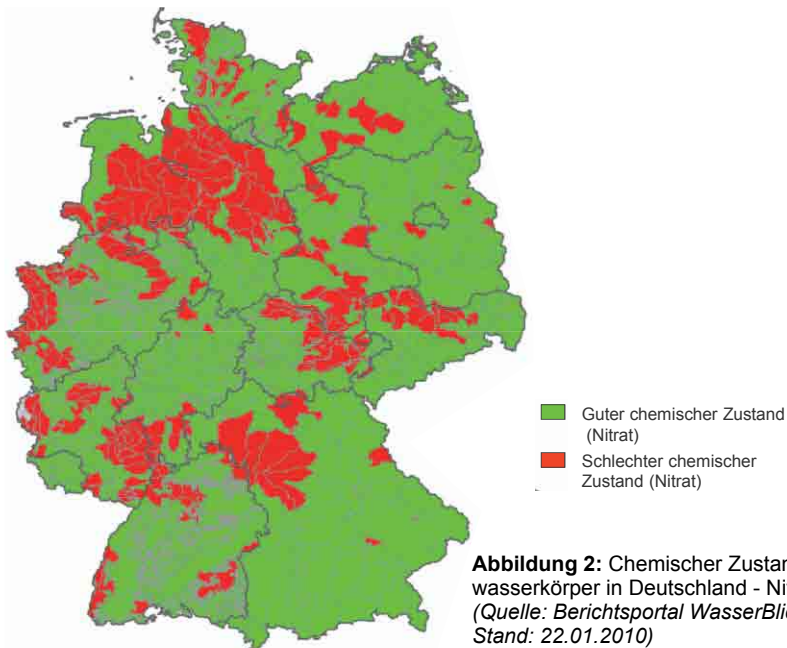 Guter chemischer Zustand
(Nitrat)
Schlechter chemischer
Zustand (Nitrat)
Abbildung 2: Chemischer Zustan
wasserkörper in Deutschland - Ni
(Quelle: Berichtsportal WasserBli
Stand: 22.01.2010)